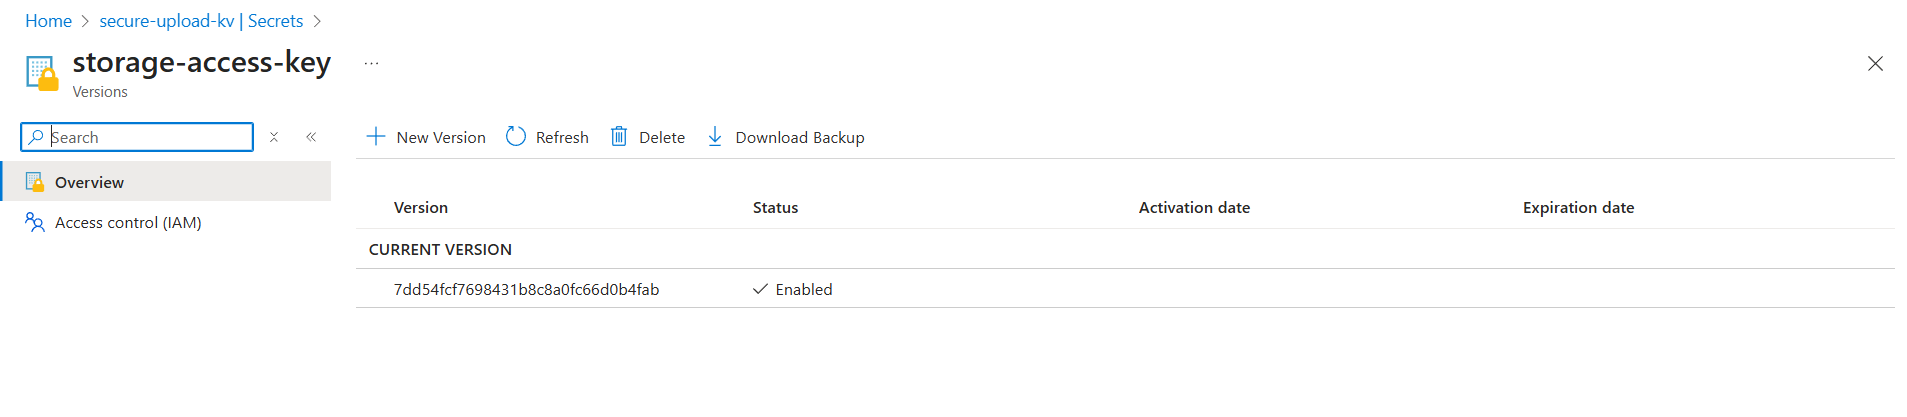 Home > secure-upload-kv | Secrets >
storage-access-key ...
Versions
Search
New Version Refresh Delete Download Backup
Overview
Access control (IAM)
Version Status Activation date Expiration date
CURRENT VERSION
7dd54fcf7698431b8c8a0fc66d0b4fab Enabled